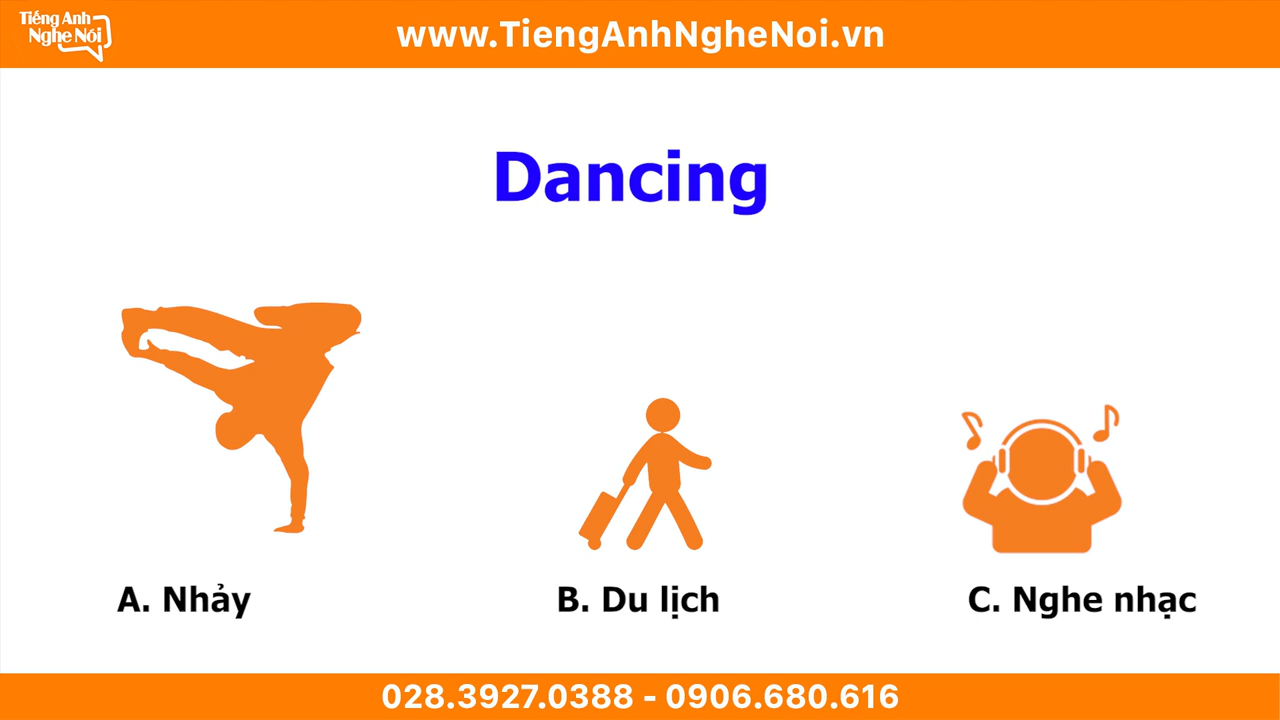 Tiếng Anh
Nghe Nói
www.TiengAnhNgheNoi.vn
Dancing
A. Nhảy
B. Du lịch
C. Nghe nhạc
028.3927.0388 - 0906.680.616